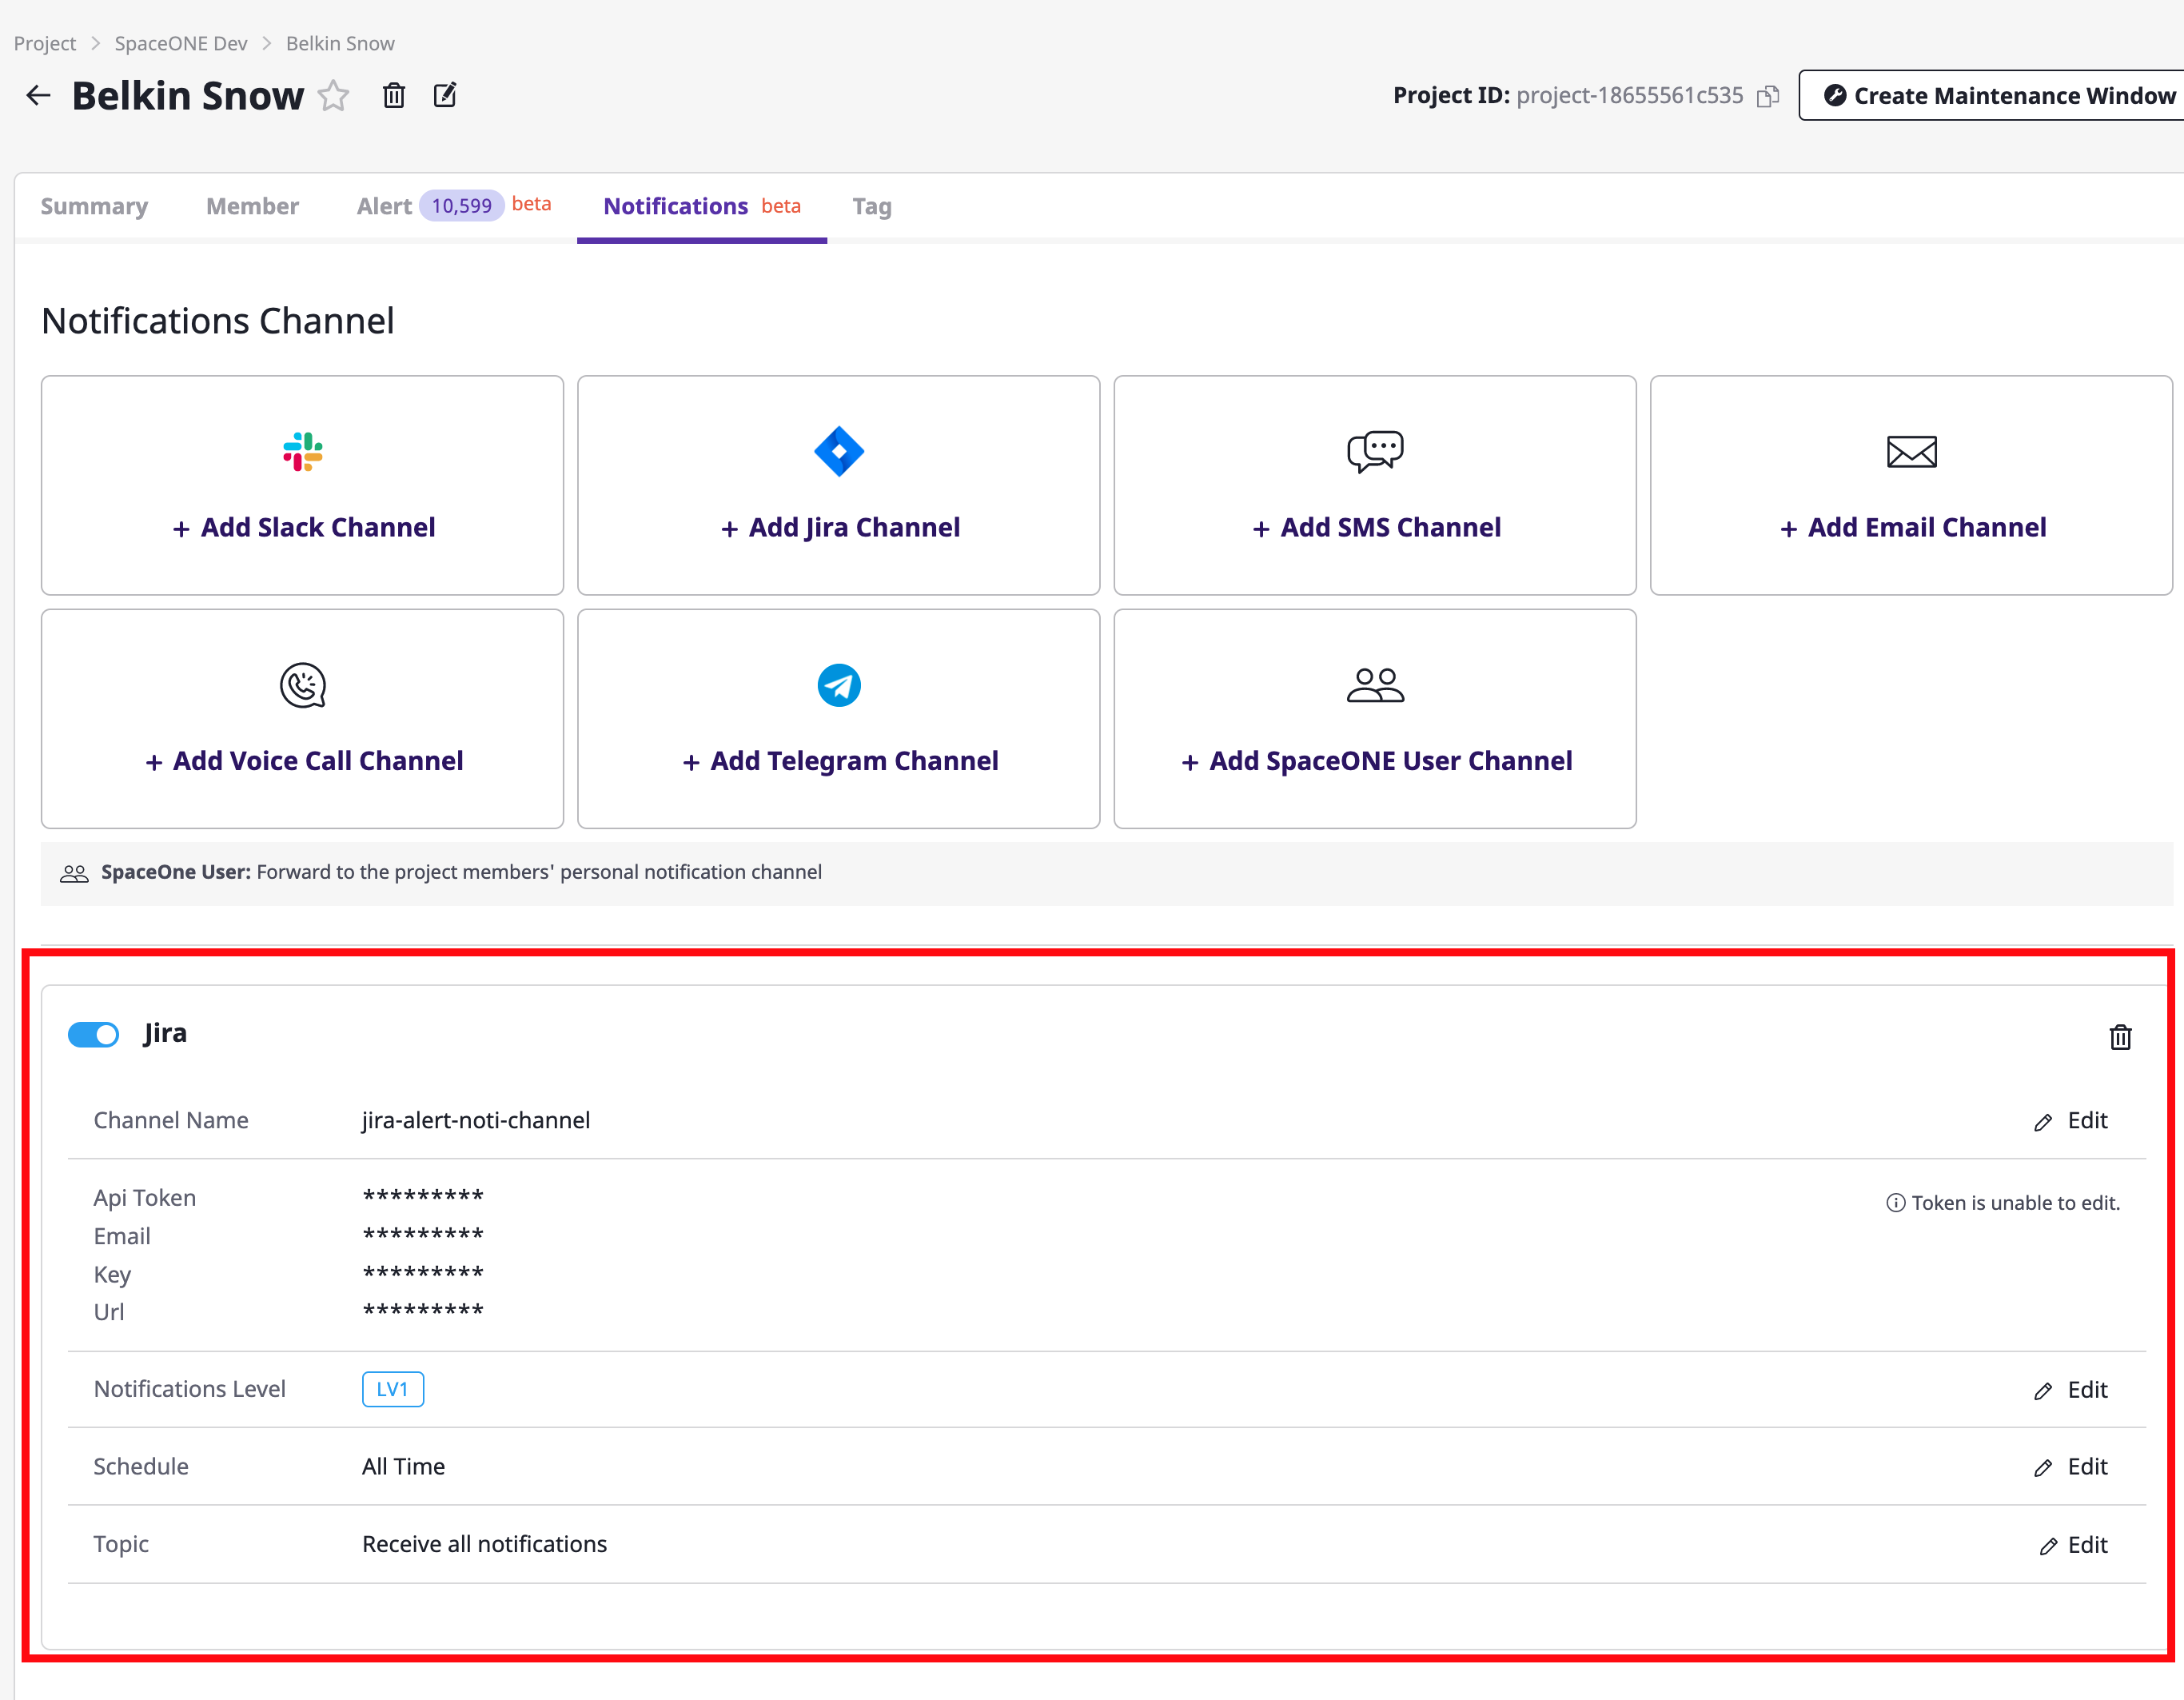 Project > SpaceONE Dev > Belkin Snow
Belkin Snow
Project ID: project-18655561c535
Create Maintenance Window
Summary
Member
Alert 10,599 beta
Notifications beta
Tag
Notifications Channel
+ Add Slack Channel
+ Add Jira Channel
+ Add SMS Channel
+ Add Email Channel
+ Add Voice Call Channel
+ Add Telegram Channel
+ Add SpaceONE User Channel
SpaceOne User: Forward to the project members' personal notification channel
Jira
Channel Name jira-alert-noti-channel Edit
Api Token ********* Token is unable to edit.
Email *********
Key *********
Url *********
Notifications Level LV1 Edit
Schedule All Time Edit
Topic Receive all notifications Edit